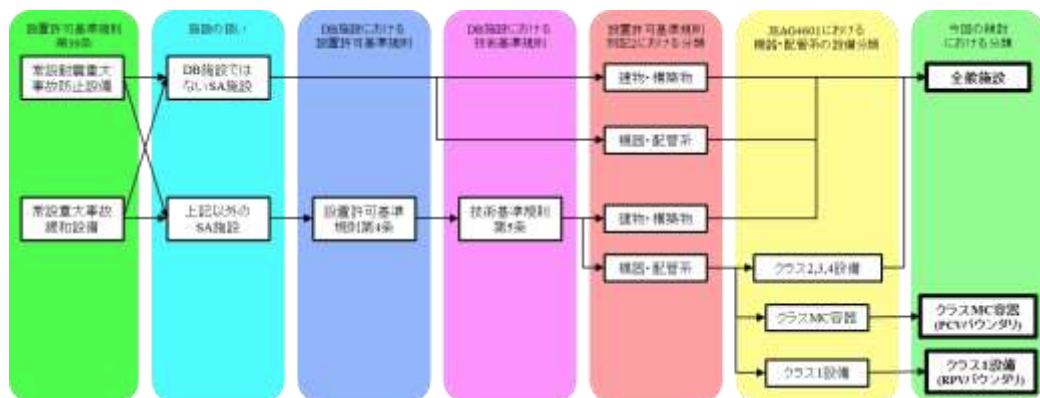 設置許可基準規則
第39条
常設耐震重大
事故防止設備
常設重大事故
緩和設備
施設の扱い
DB施設では
ないSA施設
上記以外の
SA施設
DB施設における
設置許可基準規則
設置許可基準
規則第4条
DB施設における
技術基準規則
技術基準規則
第5条
設置許可基準規則
別記2における分類
建物・構築物
機器・配管系
建物・構築物
機器・配管系
JEAG4601における
機器・配管系の設備分類
クラス2,3,4設備
クラスMC容器
クラス1設備
今回の検討
における分類
全般施設
クラスMC容器
(PCVバウンダリ)
クラス1設備
(RPVバウンダリ)